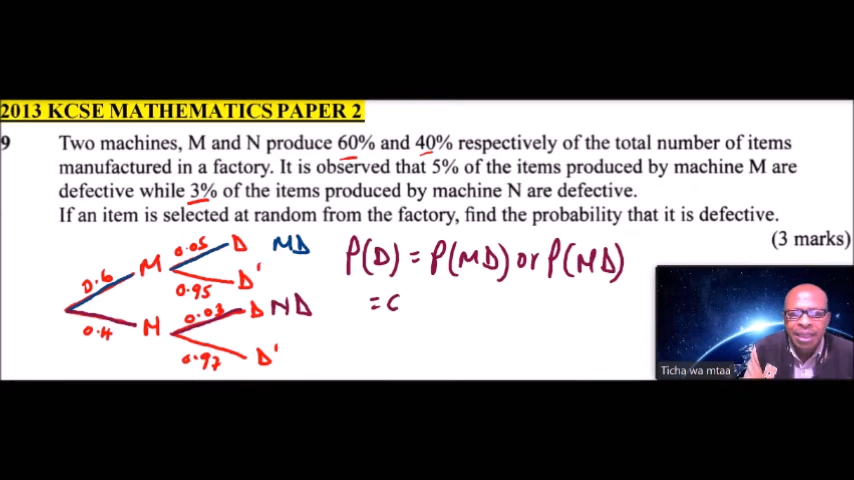 2013 KCSE MATHEMATICS PAPER 2
9 Two machines, M and N produce 60% and 40% respectively of the total number of items
manufactured in a factory. It is observed that 5% of the items produced by machine M are
defective while 3% of the items produced by machine N are defective.
If an item is selected at random from the factory, find the probability that it is defective.
(3 marks)
0.6 M 0.05 D MD
0.95 D'
0.4 M 0.03 D ND
0.97 D'
P(D) = P(MD) or P(MD)
= 0
Ticha wa mtaa